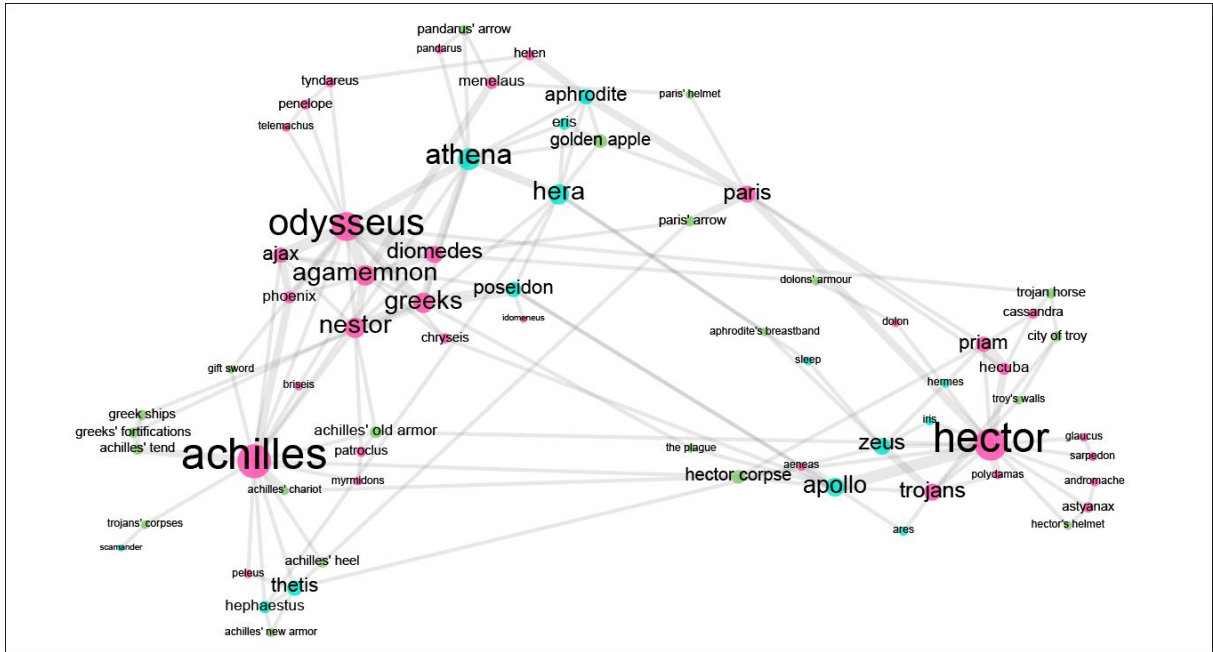 pandarus' arrow
pandarus
helen
tyndareus
menelaus
aphrodite
paris' helmet
penelope
eris
telemachus
golden apple
athena
hera
paris
odysseus
paris' arrow
ajax
diomedes
agamemnon
dolons' armour
poseidon
phoenix
greeks
trojan horse
idomeneus
cassandra
nestor
dolon
aphrodite's breastband
chryseis
city of troy
priam
sleep
hecuba
gift sword
hermes
briseis
troy's walls
greek ships
iris
achilles' old armor
greeks' fortifications
hector
glaucus
zeus
achilles' tend
the plague
patroclus
achilles
sarpedon
aeneas
hector corpse
polydamas
myrmidons
andromache
apollo
trojans
achilles' chariot
astyanax
trojans' corpses
hector's helmet
ares
scamander
achilles' heel
peleus
thetis
hephaestus
achilles' new armor